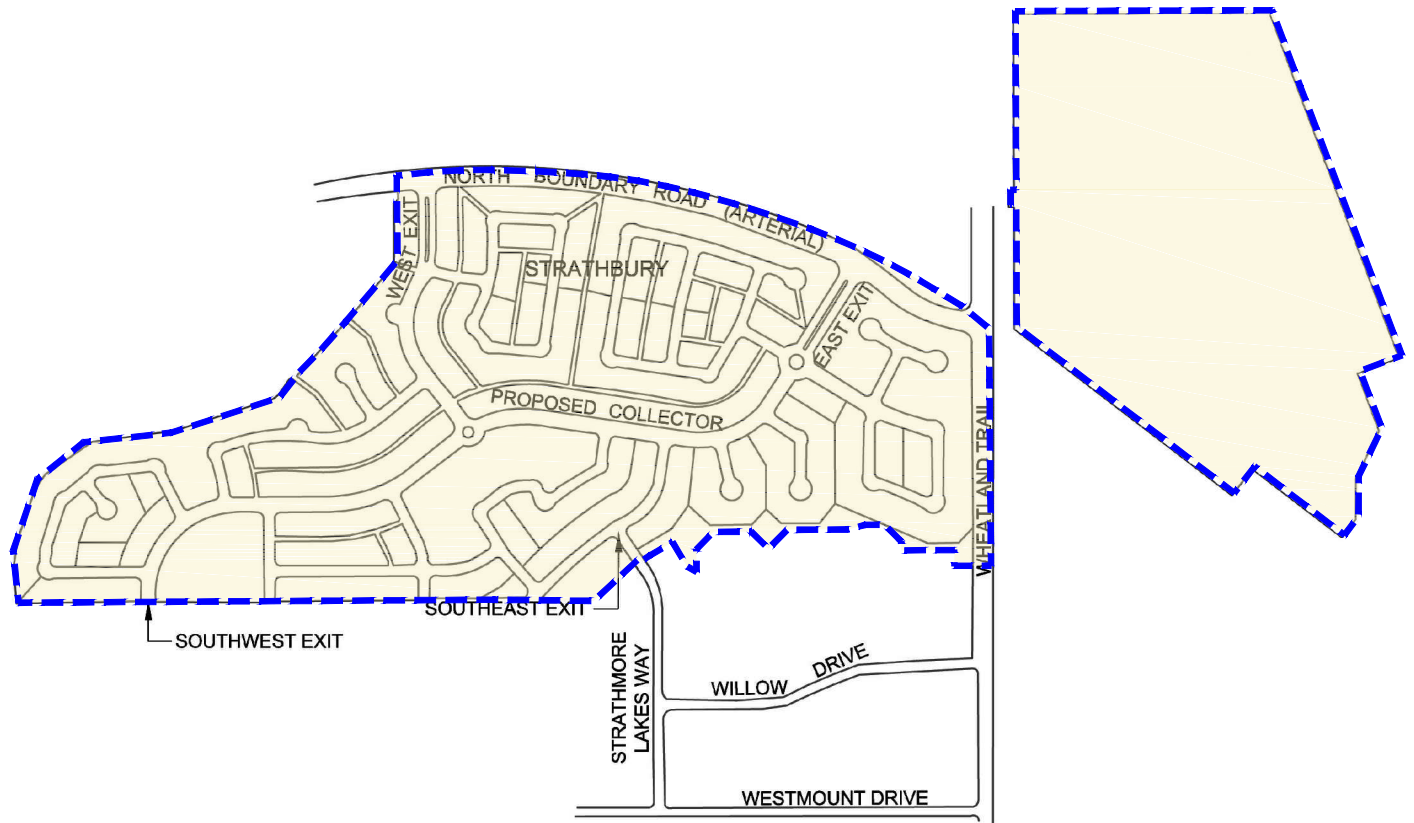 NORTH BOUNDARY ROAD (ARTERIAL)
WEST EXIT
STRATHBURY
EAST EXIT
PROPOSED COLLECTOR
WHEATLAND TRAIL
SOUTHEAST EXIT
SOUTHWEST EXIT
STRATHMORE
LAKES WAY
WILLOW DRIVE
WESTMOUNT DRIVE